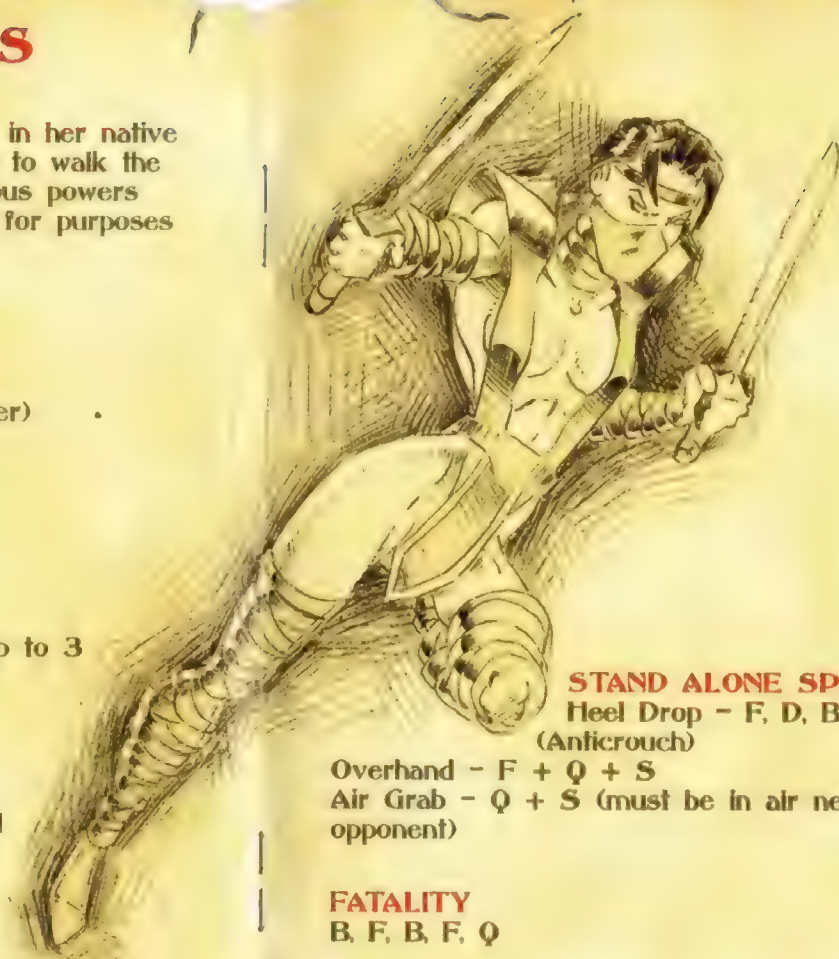 S
in her native
to walk the
ous powers
for purposes
er)
o to 3
STAND ALONE SP
Heel Drop - F, D, B
(Anticrouch)
Overhand - F + Q + S
Air Grab - Q + S (must be in air ne
opponent)
FATALITY
B, F, B, F, Q